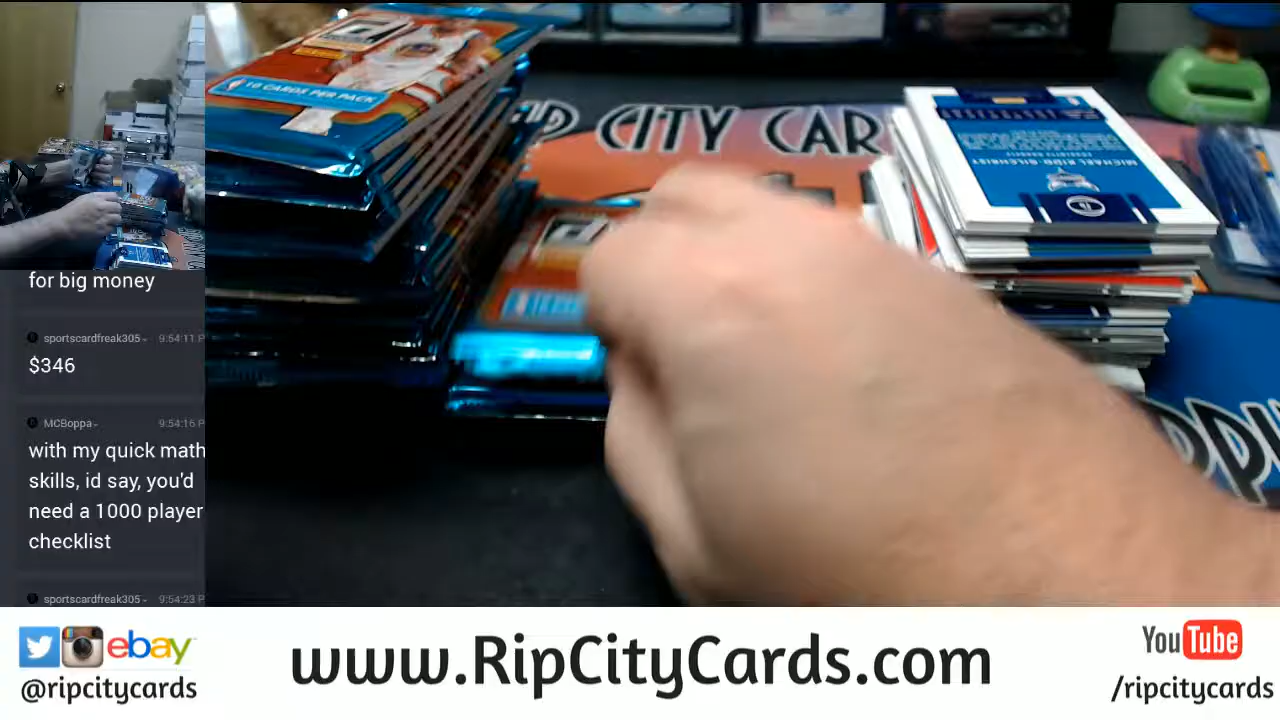 10 CARDS PER PACK
RIP CITY CAR
MICHAEL KIDD-GILCHRIST
for big money
sportscardfreak305 9:54:11 P
$346
MCBoppa 9:54:16 P
with my quick math
skills, id say, you'd
need a 1000 player
checklist
sportscardfreak305 9:54:23 P
ebay
@ripcitycards
www.RipCityCards.com
YouTube
/ripcitycards